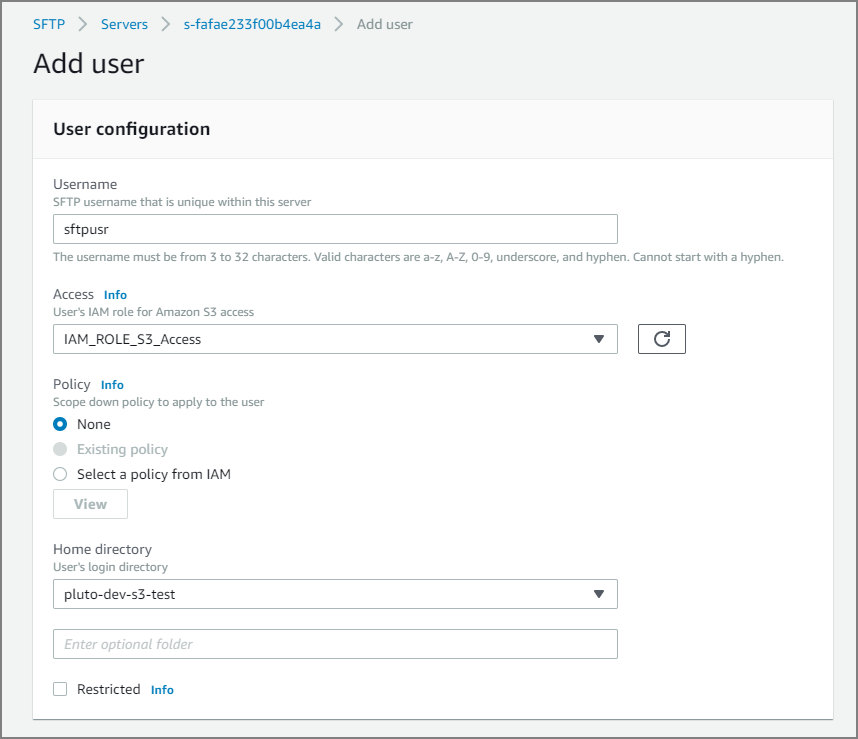 SFTP > Servers > s-fafae233f00b4ea4a > Add user
Add user
User configuration
Username
SFTP username that is unique within this server
sftpusr
The username must be from 3 to 32 characters. Valid characters are a-z, A-Z, 0-9, underscore, and hyphen. Cannot start with a hyphen.
Access Info
User's IAM role for Amazon S3 access
IAM_ROLE_S3_Access
Policy Info
Scope down policy to apply to the user
None
Existing policy
Select a policy from IAM
View
Home directory
User's login directory
pluto-dev-s3-test
Enter optional folder
Restricted Info